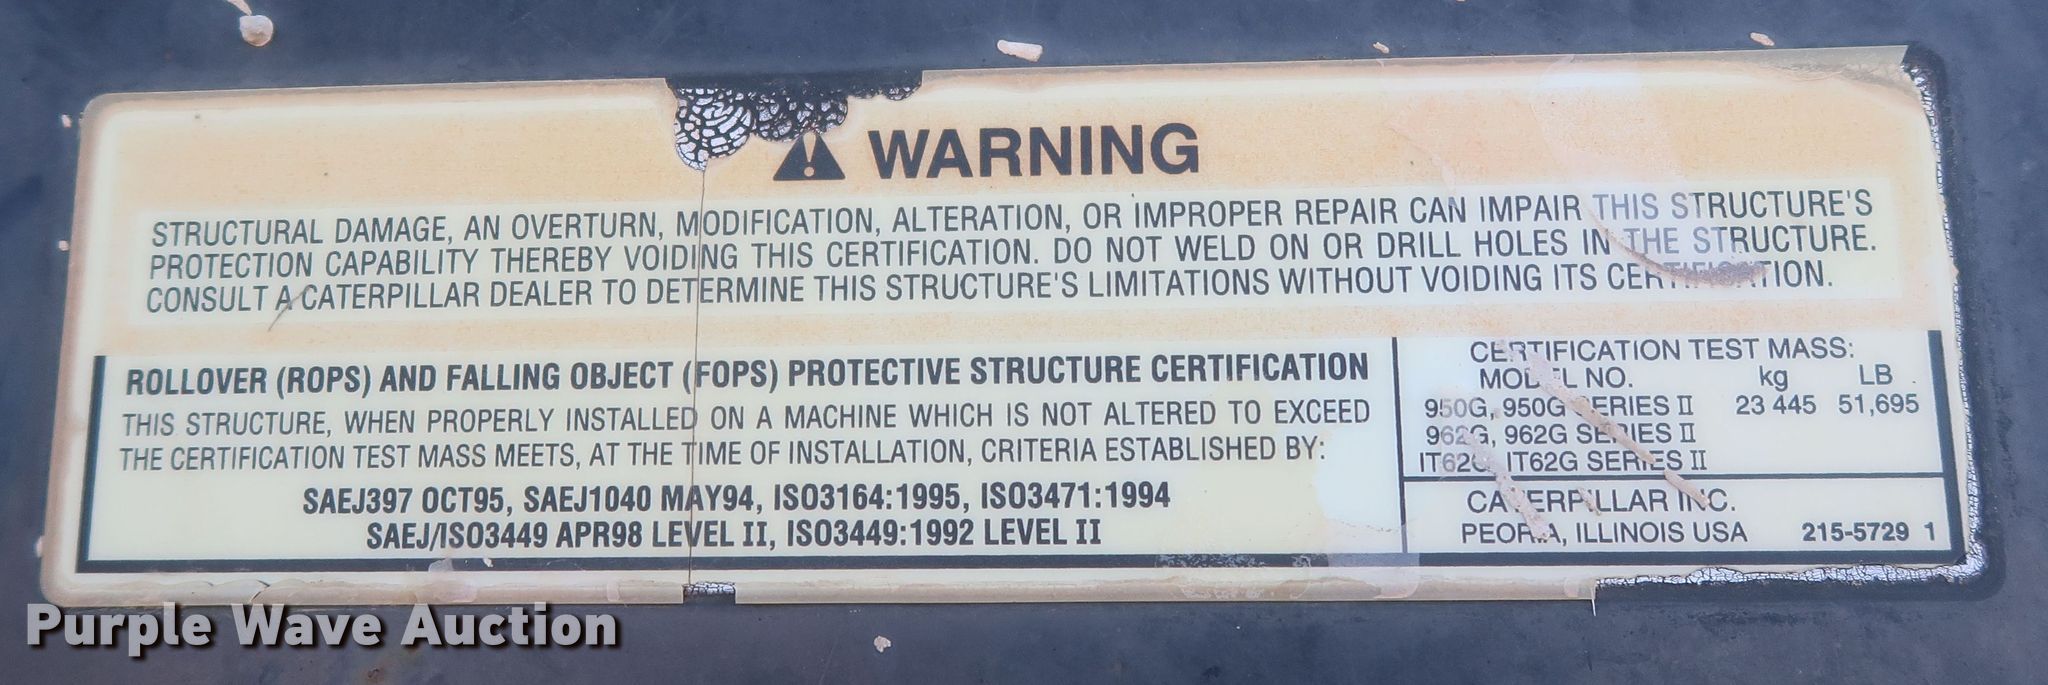 WARNING
STRUCTURAL DAMAGE, AN OVERTURN, MODIFICATION, ALTERATION, OR IMPROPER REPAIR CAN IMPAIR THIS STRUCTURE'S
PROTECTION CAPABILITY THEREBY VOIDING THIS CERTIFICATION. DO NOT WELD ON OR DRILL HOLES IN THE STRUCTURE.
CONSULT A CATERPILLAR DEALER TO DETERMINE THIS STRUCTURE'S LIMITATIONS WITHOUT VOIDING ITS CERTIFICATION.
ROLLOVER (ROPS) AND FALLING OBJECT (FOPS) PROTECTIVE STRUCTURE CERTIFICATION
THIS STRUCTURE, WHEN PROPERLY INSTALLED ON A MACHINE WHICH IS NOT ALTERED TO EXCEED
THE CERTIFICATION TEST MASS MEETS, AT THE TIME OF INSTALLATION, CRITERIA ESTABLISHED BY:
SAEJ397 OCT95, SAEJ1040 MAY94, ISO3164:1995, ISO3471:1994
SAEJ/ISO3449 APR98 LEVEL II, ISO3449:1992 LEVEL II
CERTIFICATION TEST MASS:
MODEL NO. kg LB
950G, 950G SERIES II 23 445 51,695
962G, 962G SERIES II
IT62G, IT62G SERIES II
CATERPILLAR INC.
PEORIA, ILLINOIS USA 215-5729 1
Purple Wave Auction